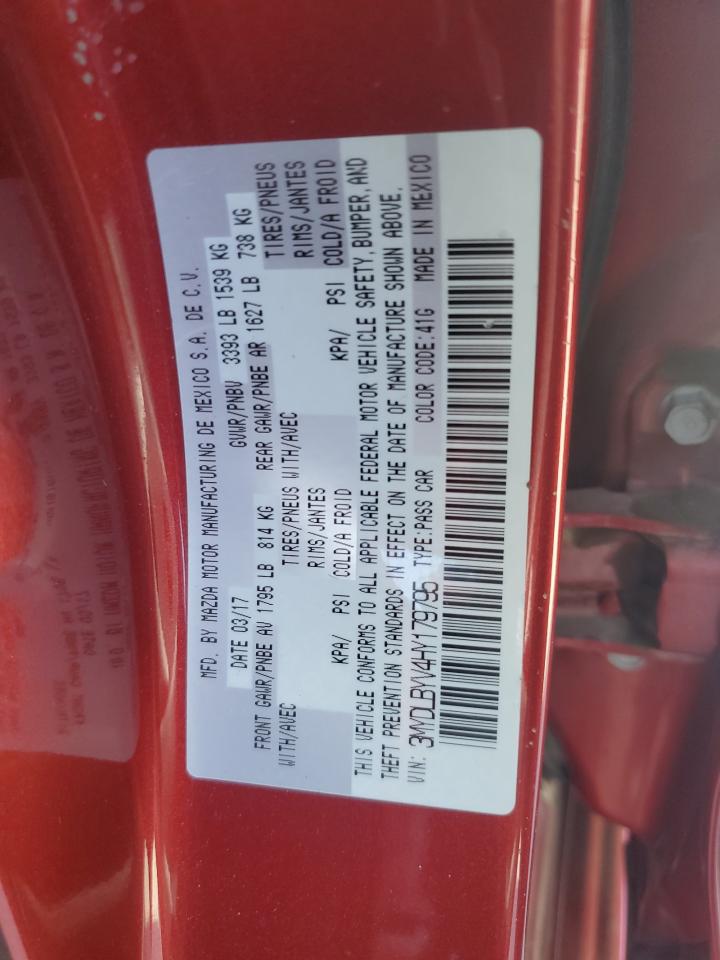 MFD. BY MAZDA MOTOR MANUFACTURING DE MEXICO S.A. DE C.V.
DATE 03/17 GVWR/PNBV 3393 LB 1539 KG
FRONT GAWR/PNBE AV 1795 LB 814 KG REAR GAWR/PNBE AR 1627 LB 738 KG
WITH/AVEC TIRES/PNEUS WITH/AVEC TIRES/PNEUS
RIMS/JANTES RIMS/JANTES
KPA/ PSI COLD/A FROID KPA/ PSI COLD/A FROID
THIS VEHICLE CONFORMS TO ALL APPLICABLE FEDERAL MOTOR VEHICLE SAFETY, BUMPER, AND
THEFT PREVENTION STANDARDS IN EFFECT ON THE DATE OF MANUFACTURE SHOWN ABOVE.
VIN: 3MYDLBYV4HY179795 TYPE:PASS CAR COLOR CODE:41G MADE IN MEXICO